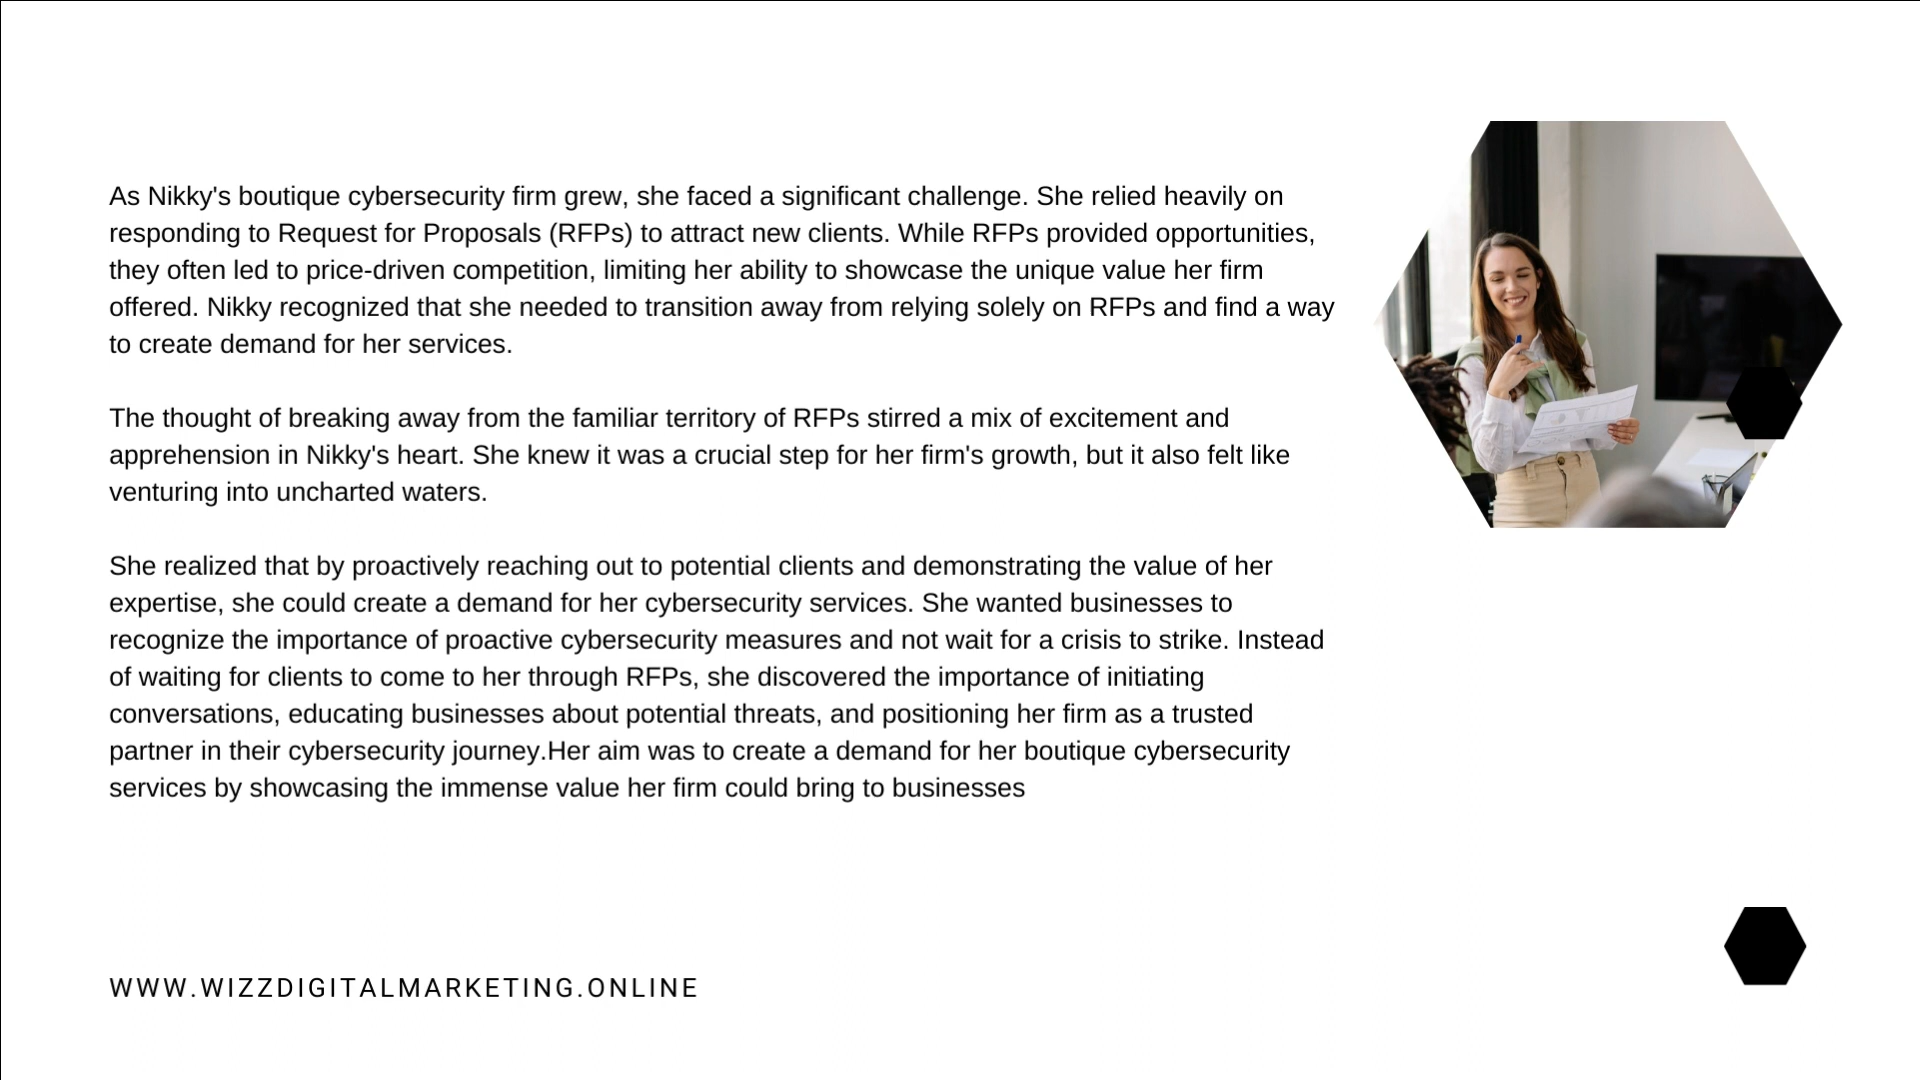 As Nikky's boutique cybersecurity firm grew, she faced a significant challenge. She relied heavily on
responding to Request for Proposals (RFPs) to attract new clients. While RFPs provided opportunities,
they often led to price-driven competition, limiting her ability to showcase the unique value her firm
offered. Nikky recognized that she needed to transition away from relying solely on RFPs and find a way
to create demand for her services.
The thought of breaking away from the familiar territory of RFPs stirred a mix of excitement and
apprehension in Nikky's heart. She knew it was a crucial step for her firm's growth, but it also felt like
venturing into uncharted waters.
She realized that by proactively reaching out to potential clients and demonstrating the value of her
expertise, she could create a demand for her cybersecurity services. She wanted businesses to
recognize the importance of proactive cybersecurity measures and not wait for a crisis to strike. Instead
of waiting for clients to come to her through RFPs, she discovered the importance of initiating
conversations, educating businesses about potential threats, and positioning her firm as a trusted
partner in their cybersecurity journey.Her aim was to create a demand for her boutique cybersecurity
services by showcasing the immense value her firm could bring to businesses
WWW.WIZZDIGITALMARKETING.ONLINE